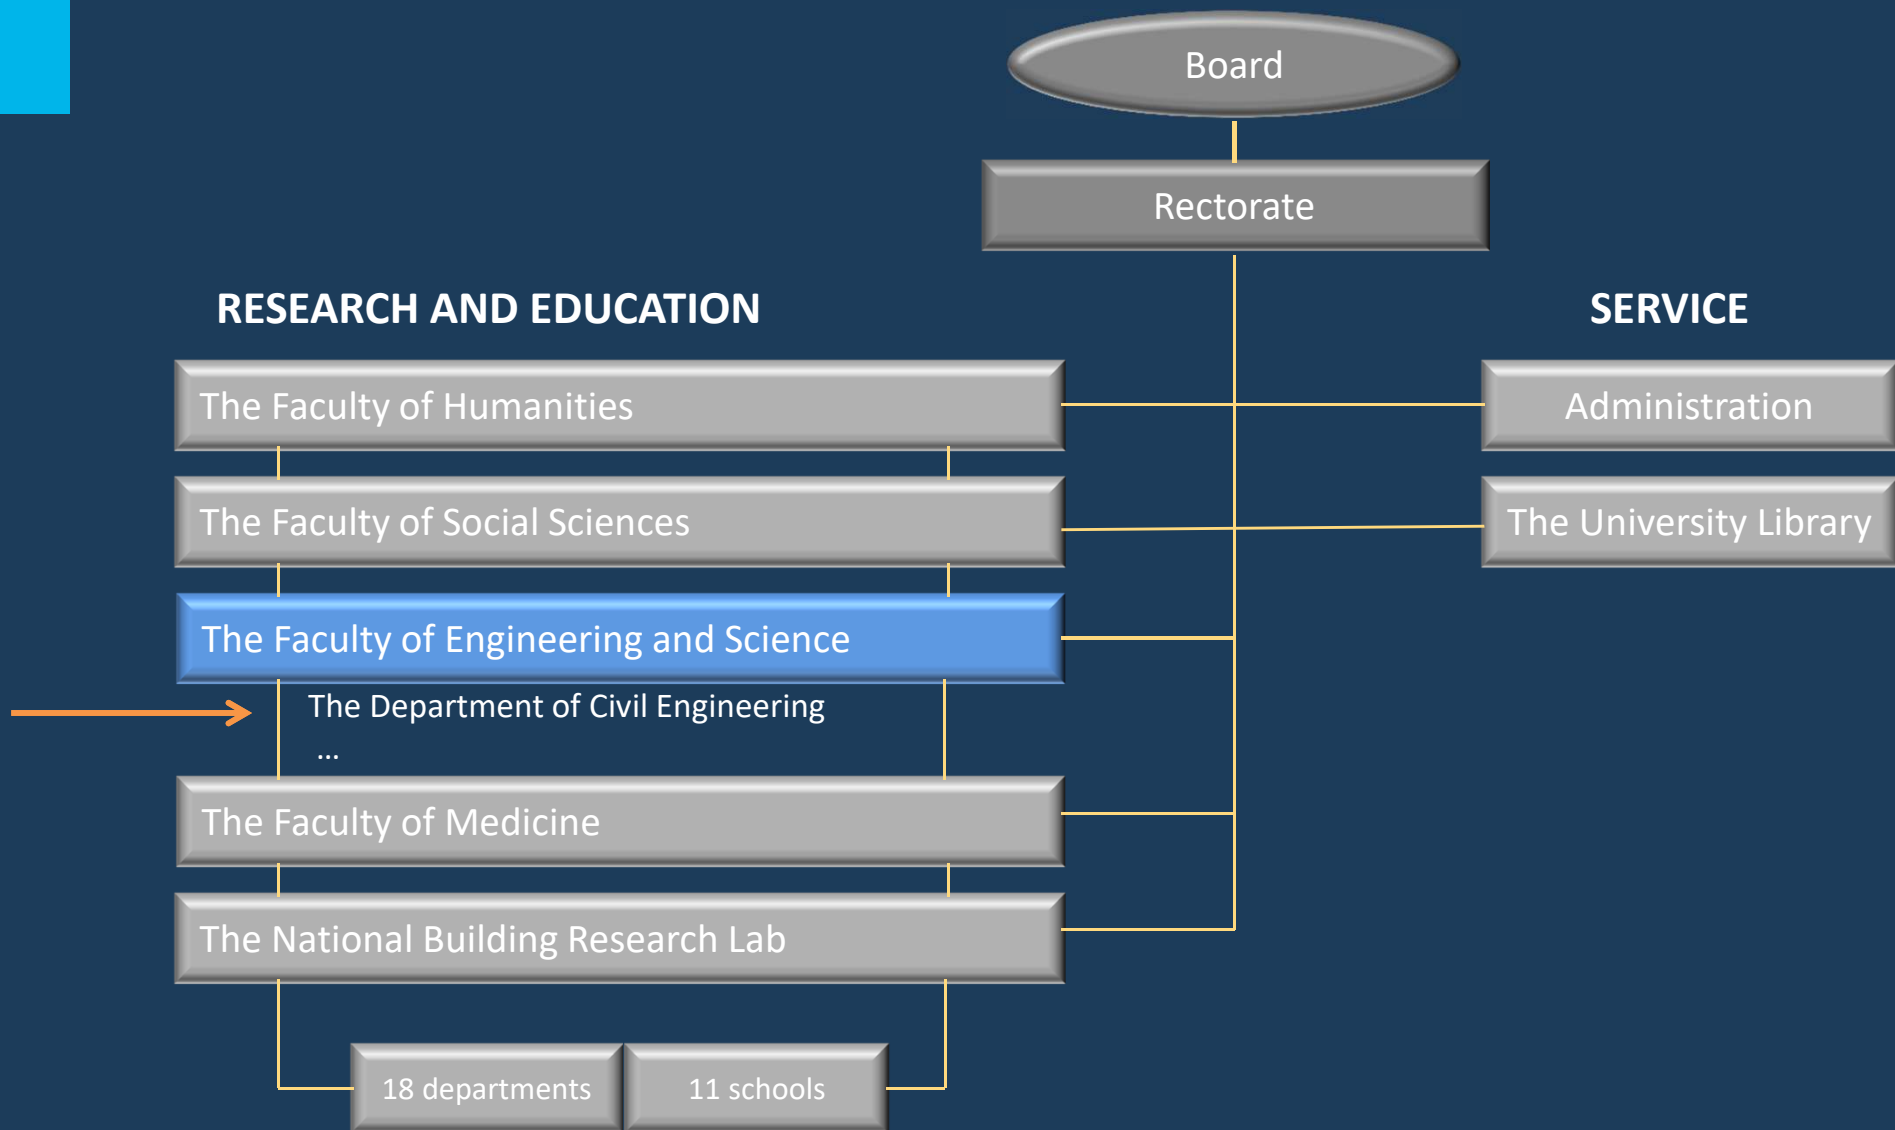 Board
Rectorate
RESEARCH AND EDUCATION
SERVICE
The Faculty of Humanities
Administration
The Faculty of Social Sciences
The University Library
The Faculty of Engineering and Science
The Department of Civil Engineering
...
The Faculty of Medicine
The National Building Research Lab
18 departments
11 schools